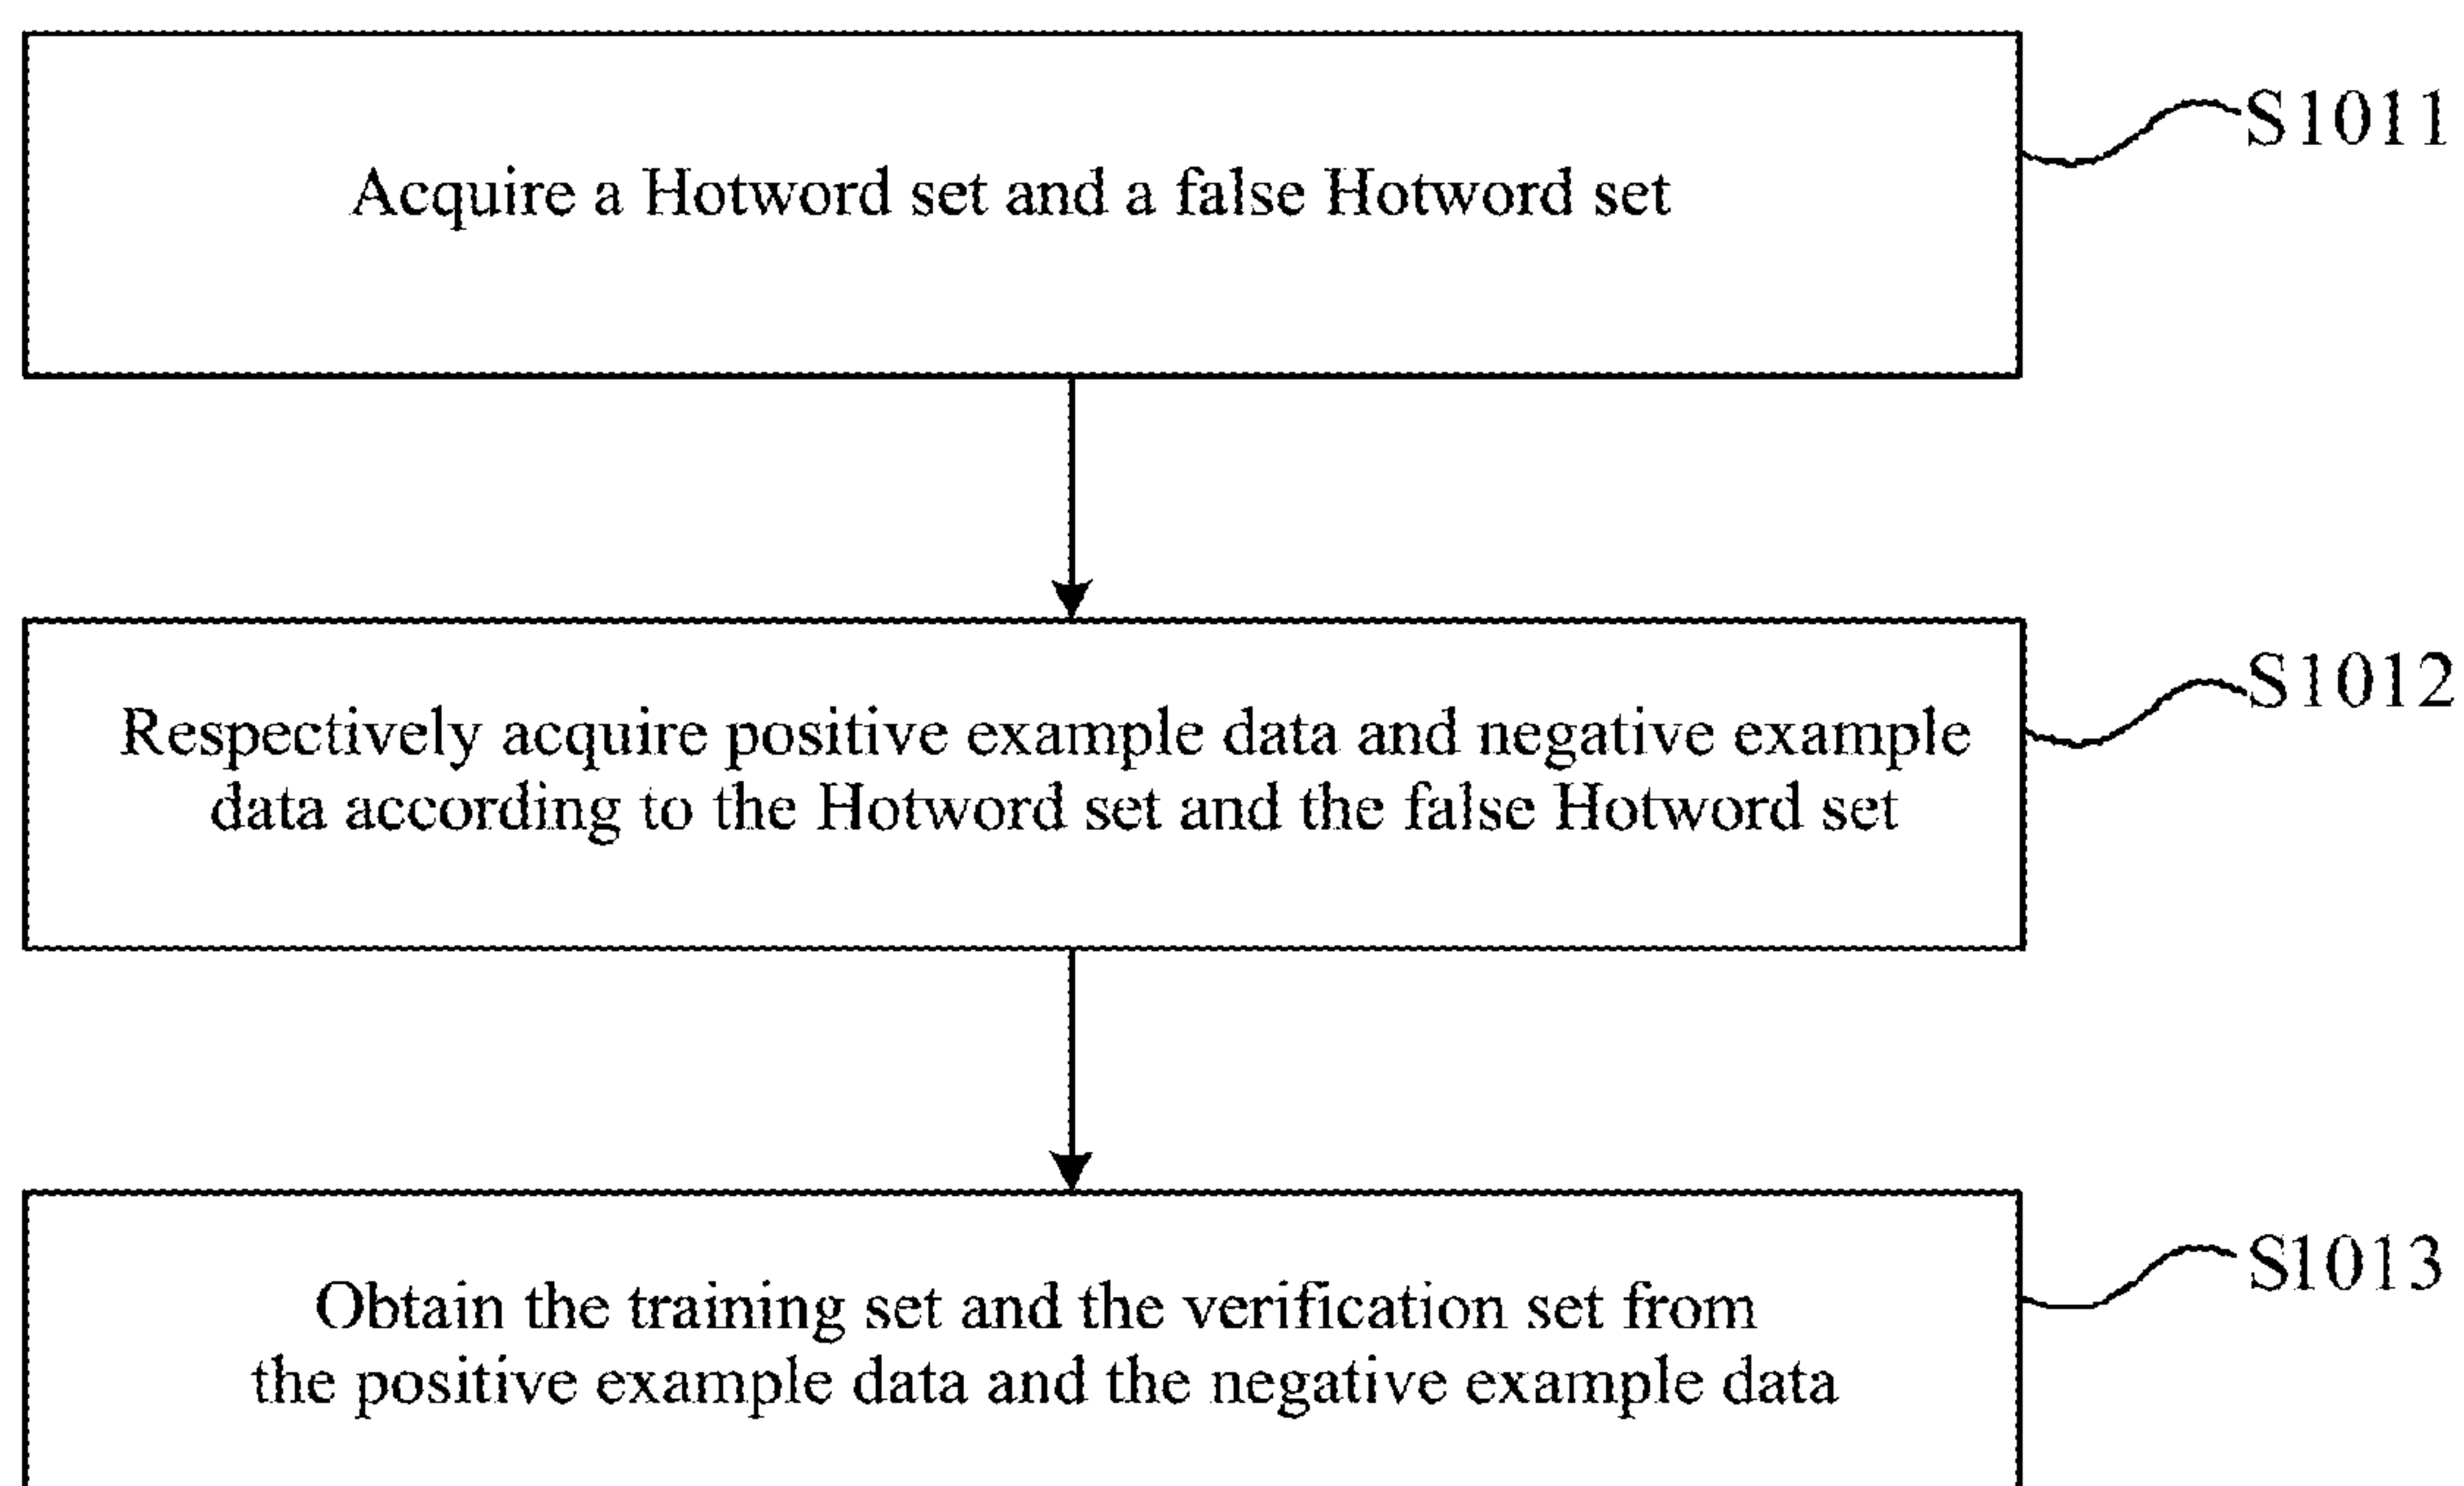 Acquire a Hotword set and a false Hotword set
S1011
Respectively acquire positive example data and negative example
data according to the Hotword set and the false Hotword set
S1012
Obtain the training set and the verification set from
the positive example data and the negative example data
S1013